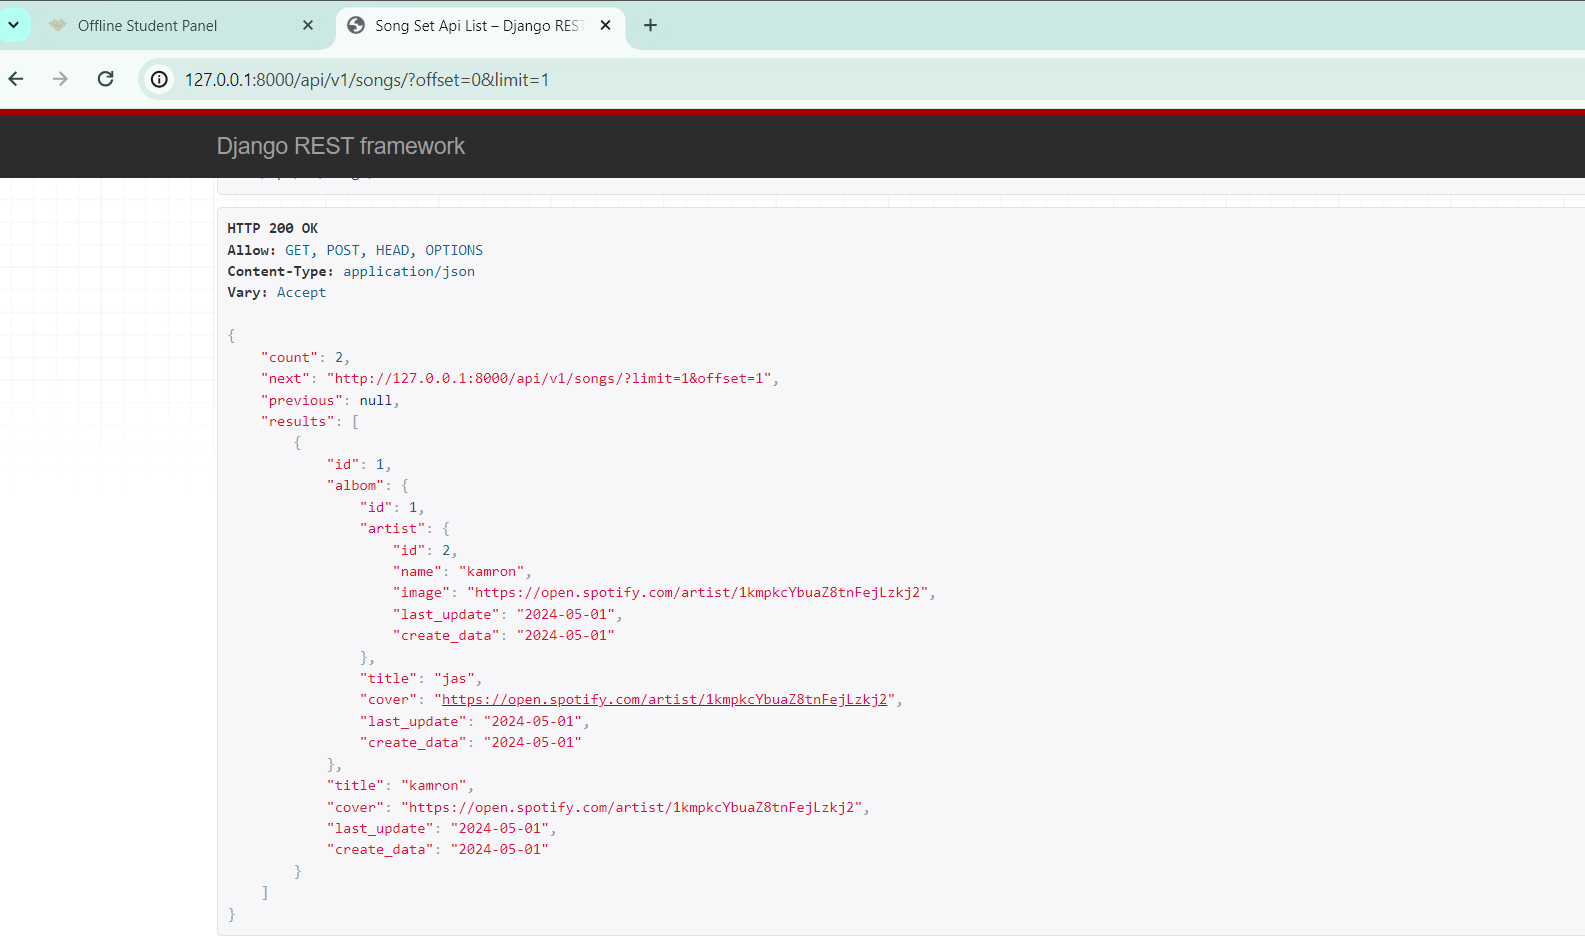 Offline Student Panel
Song Set Api List – Django RES
127.0.0.1:8000/api/v1/songs/?offset=0&limit=1
Django REST framework
HTTP 200 OK
Allow: GET, POST, HEAD, OPTIONS
Content-Type: application/json
Vary: Accept
{
"count": 2,
"next": "http://127.0.0.1:8000/api/v1/songs/?limit=1&offset=1",
"previous": null,
"results": [
{
"id": 1,
"albom": {
"id": 1,
"artist": {
"id": 2,
"name": "kamron",
"image": "https://open.spotify.com/artist/1kmpkcYbuaZ8tnFejLzkj2",
"last_update": "2024-05-01",
"create_data": "2024-05-01"
},
"title": "jas",
"cover": "https://open.spotify.com/artist/1kmpkcYbuaZ8tnFejLzkj2",
"last_update": "2024-05-01",
"create_data": "2024-05-01"
},
"title": "kamron",
"cover": "https://open.spotify.com/artist/1kmpkcYbuaZ8tnFejLzkj2",
"last_update": "2024-05-01",
"create_data": "2024-05-01"
}
]
}